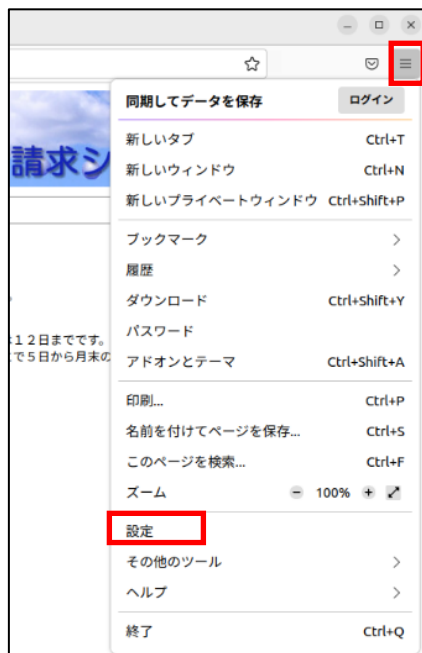 同期してデータを保存 ログイン
新しいタブ Ctrl+T
新しいウィンドウ Ctrl+N
新しいプライベートウィンドウ Ctrl+Shift+P
ブックマーク
履歴
ダウンロード Ctrl+Shift+Y
パスワード
アドオンとテーマ Ctrl+Shift+A
印刷... Ctrl+P
名前を付けてページを保存... Ctrl+S
このページを検索... Ctrl+F
ズーム 100%
設定
その他のツール
ヘルプ
終了 Ctrl+Q
請求シ
１２日までです。
で５日から月末の